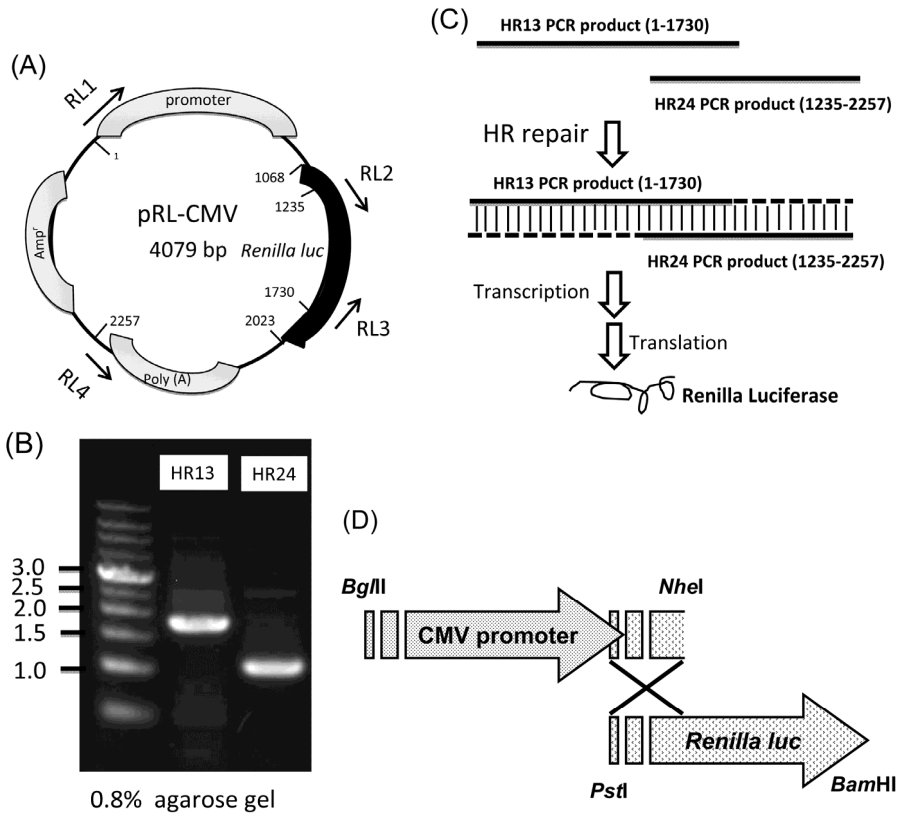 (A)
RL1
promoter
1
1068
RL2
1235
pRL-CMV
4079 bp
Renilla luc
Ampʳ
1730
2023
RL3
2257
RL4
Poly (A)
(B)
HR13
HR24
3.0
2.5
2.0
1.5
1.0
0.8% agarose gel
(C)
HR13 PCR product (1-1730)
HR24 PCR product (1235-2257)
HR repair
HR13 PCR product (1-1730)
HR24 PCR product (1235-2257)
Transcription
Translation
Renilla Luciferase
(D)
BglII
NheI
CMV promoter
Renilla luc
PstI
BamHI